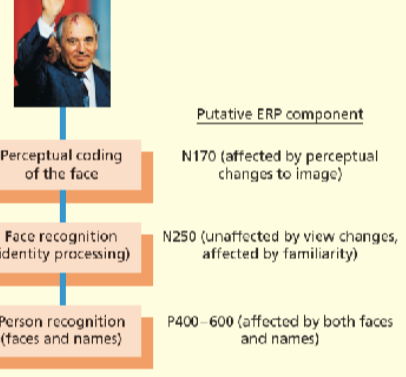 Putative ERP component
Perceptual coding
of the face
N170 (affected by perceptual
changes to image)
Face recognition
identity processing)
N250 (unaffected by view changes,
affected by familiarity)
Person recognition
(faces and names)
P400–600 (affected by both faces
and names)